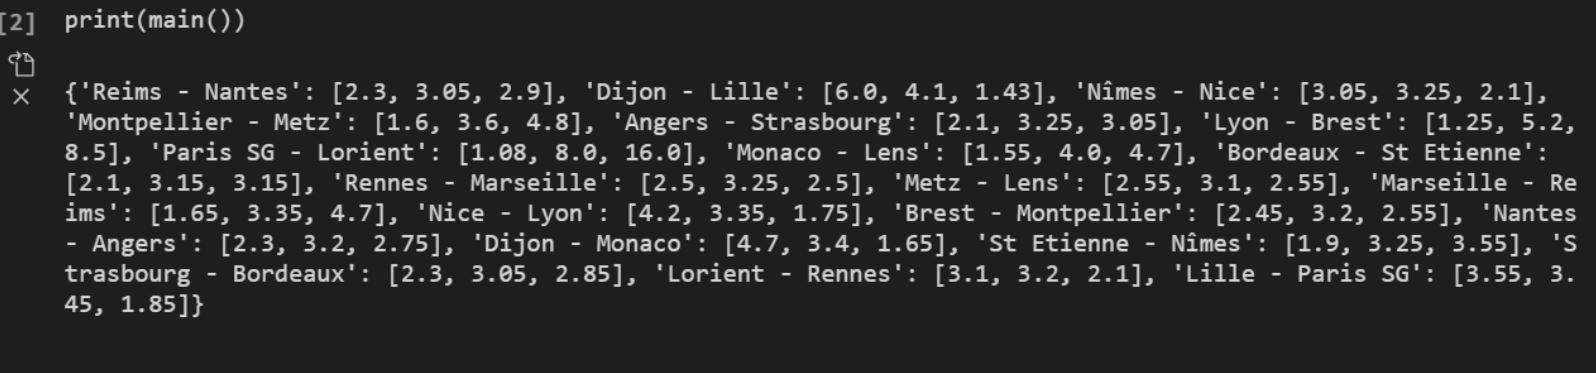 [2] print(main())
{'Reims - Nantes': [2.3, 3.05, 2.9], 'Dijon - Lille': [6.0, 4.1, 1.43], 'Nîmes - Nice': [3.05, 3.25, 2.1],
'Montpellier - Metz': [1.6, 3.6, 4.8], 'Angers - Strasbourg': [2.1, 3.25, 3.05], 'Lyon - Brest': [1.25, 5.2,
8.5], 'Paris SG - Lorient': [1.08, 8.0, 16.0], 'Monaco - Lens': [1.55, 4.0, 4.7], 'Bordeaux - St Etienne':
[2.1, 3.15, 3.15], 'Rennes - Marseille': [2.5, 3.25, 2.5], 'Metz - Lens': [2.55, 3.1, 2.55], 'Marseille - Re
ims': [1.65, 3.35, 4.7], 'Nice - Lyon': [4.2, 3.35, 1.75], 'Brest - Montpellier': [2.45, 3.2, 2.55], 'Nantes
- Angers': [2.3, 3.2, 2.75], 'Dijon - Monaco': [4.7, 3.4, 1.65], 'St Etienne - Nîmes': [1.9, 3.25, 3.55], 'S
trasbourg - Bordeaux': [2.3, 3.05, 2.85], 'Lorient - Rennes': [3.1, 3.2, 2.1], 'Lille - Paris SG': [3.55, 3.
45, 1.85]}